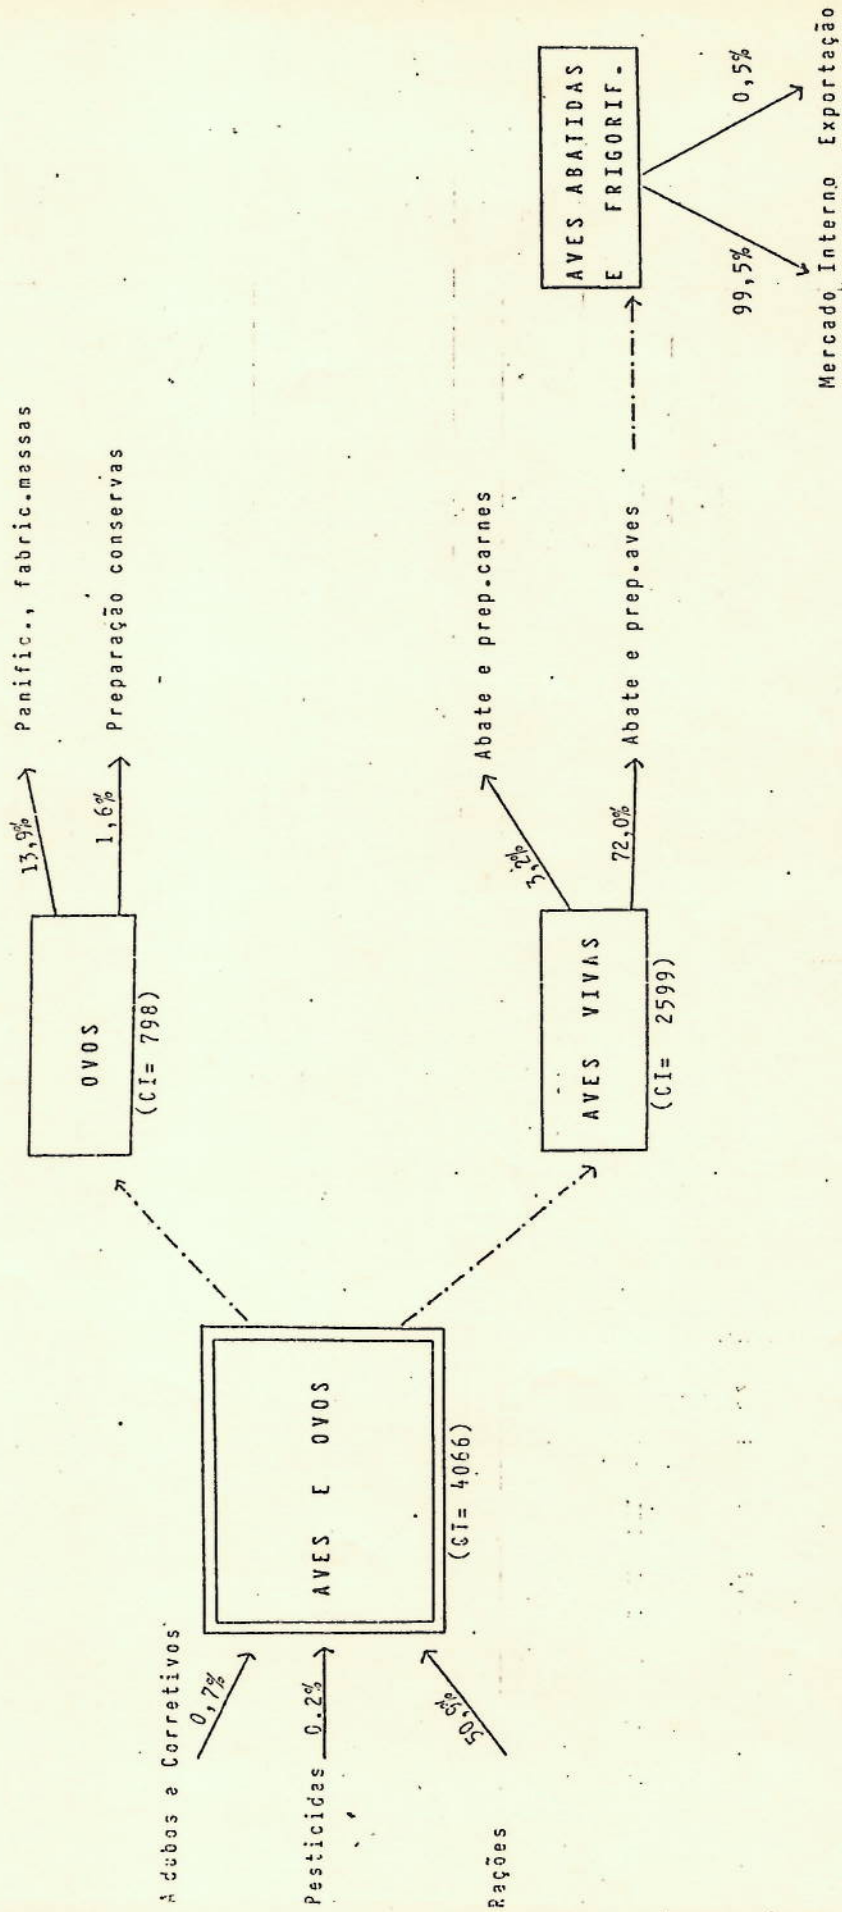 Adubos e Corretivos
0,7%
Pesticidas
0.2%
Rações
50,9%
AVES E OVOS
(CI= 4066)
OVOS
(CI= 798)
13,9%
Panific., fabric.massas
1,6%
Preparação conservas
AVES VIVAS
(CI= 2599)
3,2%
Abate e prep.carnes
72,0%
Abate e prep.aves
AVES ABATIDAS
E FRIGORIF.
99,5%
0,5%
Mercado Interno
Exportação